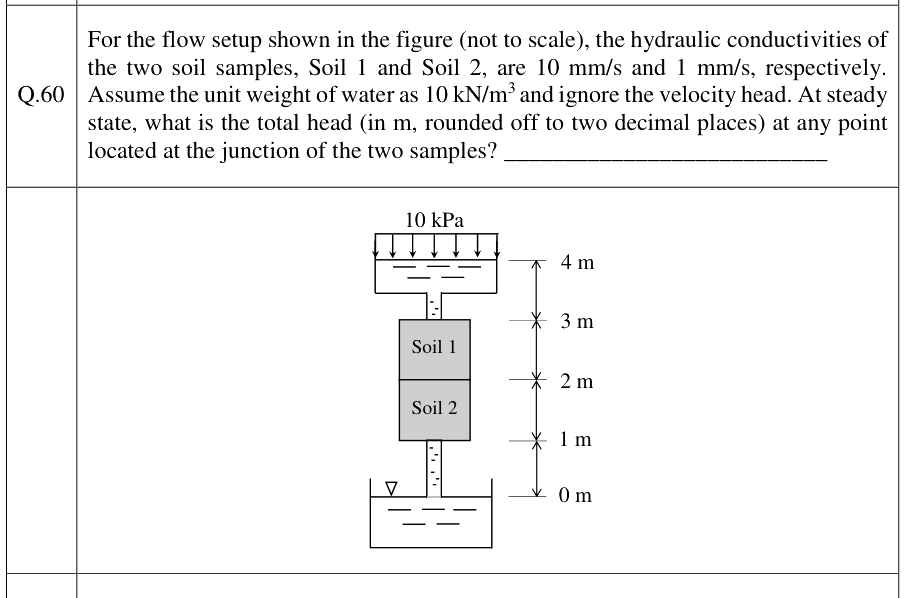 For the flow setup shown in the figure (not to scale), the hydraulic conductivities of
the two soil samples, Soil 1 and Soil 2, are 10 mm/s and 1 mm/s, respectively.
Q.60 Assume the unit weight of water as 10 kN/m³ and ignore the velocity head. At steady
state, what is the total head (in m, rounded off to two decimal places) at any point
located at the junction of the two samples? ___________________________
10 kPa
4 m
3 m
Soil 1
2 m
Soil 2
1 m
0 m